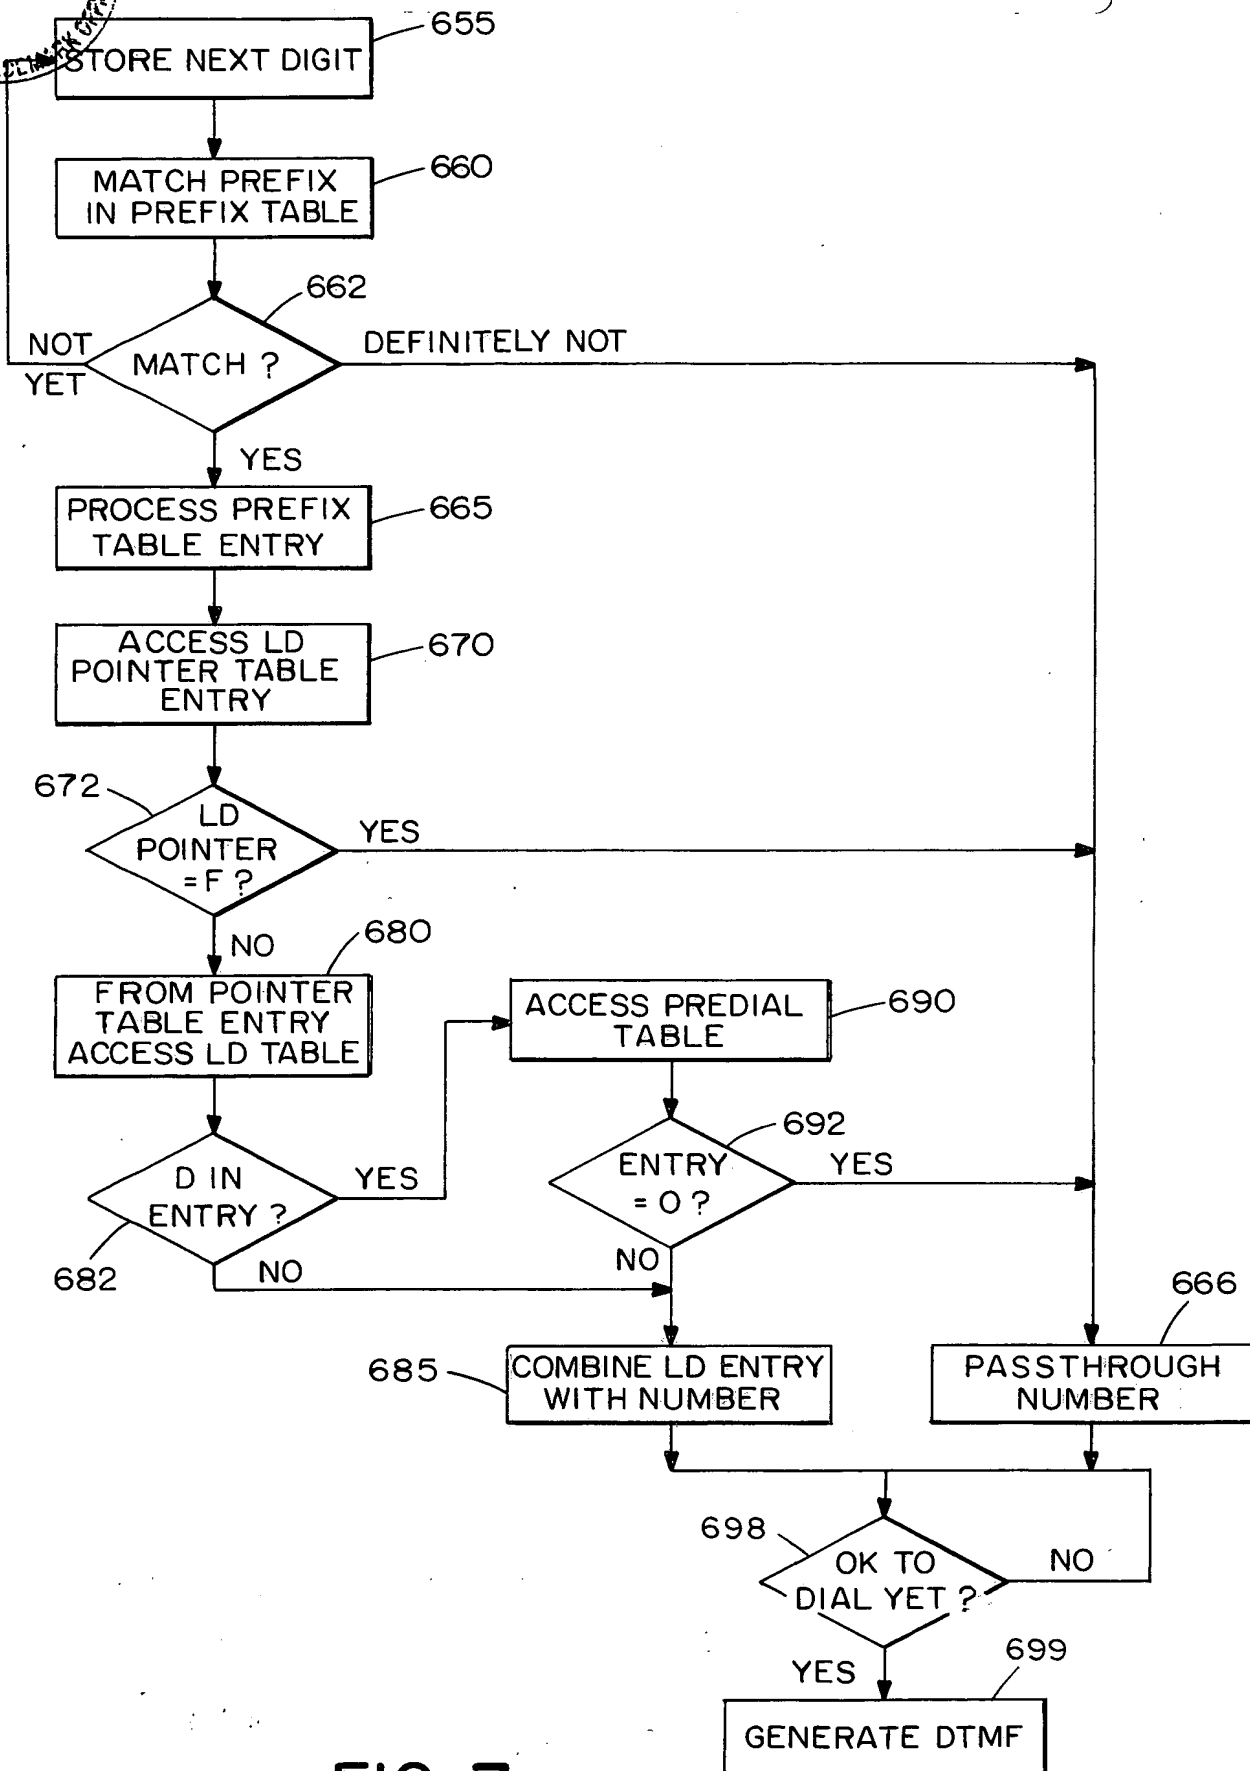 655
STORE NEXT DIGIT
660
MATCH PREFIX
IN PREFIX TABLE
662
NOT
YET
MATCH ?
DEFINITELY NOT
YES
PROCESS PREFIX
TABLE ENTRY
665
ACCESS LD
POINTER TABLE
ENTRY
670
672
LD
POINTER
=F ?
YES
NO
680
FROM POINTER
TABLE ENTRY
ACCESS LD TABLE
ACCESS PREDIAL
TABLE
690
692
D IN
ENTRY ?
YES
ENTRY
= 0 ?
YES
682
NO
NO
666
685
COMBINE LD ENTRY
WITH NUMBER
PASSTHROUGH
NUMBER
698
OK TO
DIAL YET ?
NO
YES
699
GENERATE DTMF